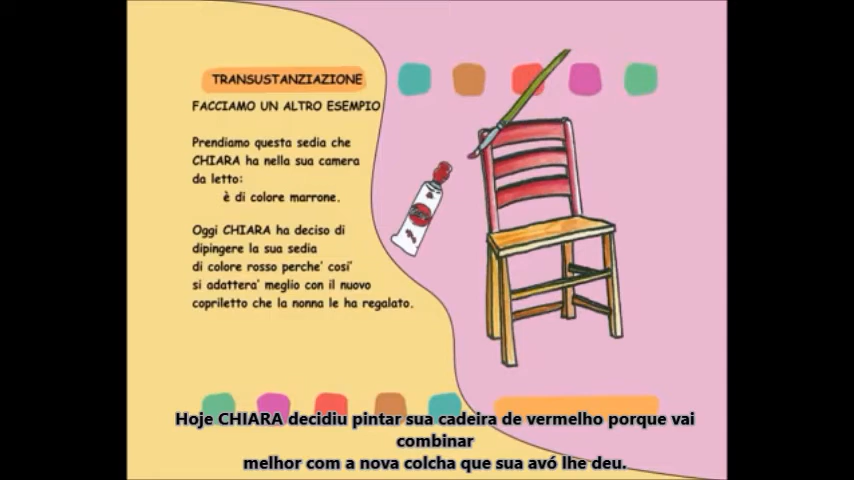 TRANSUSTANZIAZIONE
FACCIAMO UN ALTRO ESEMPIO
Prendiamo questa sedia che
CHIARA ha nella sua camera
da letto:
è di colore marrone.
Oggi CHIARA ha deciso di
dipingere la sua sedia
di colore rosso perche' cosi'
si adattera' meglio con il nuovo
copriletto che la nonna le ha regalato.
Hoje CHIARA decidiu pintar sua cadeira de vermelho porque vai
combinar
melhor com a nova colcha que sua avó lhe deu.